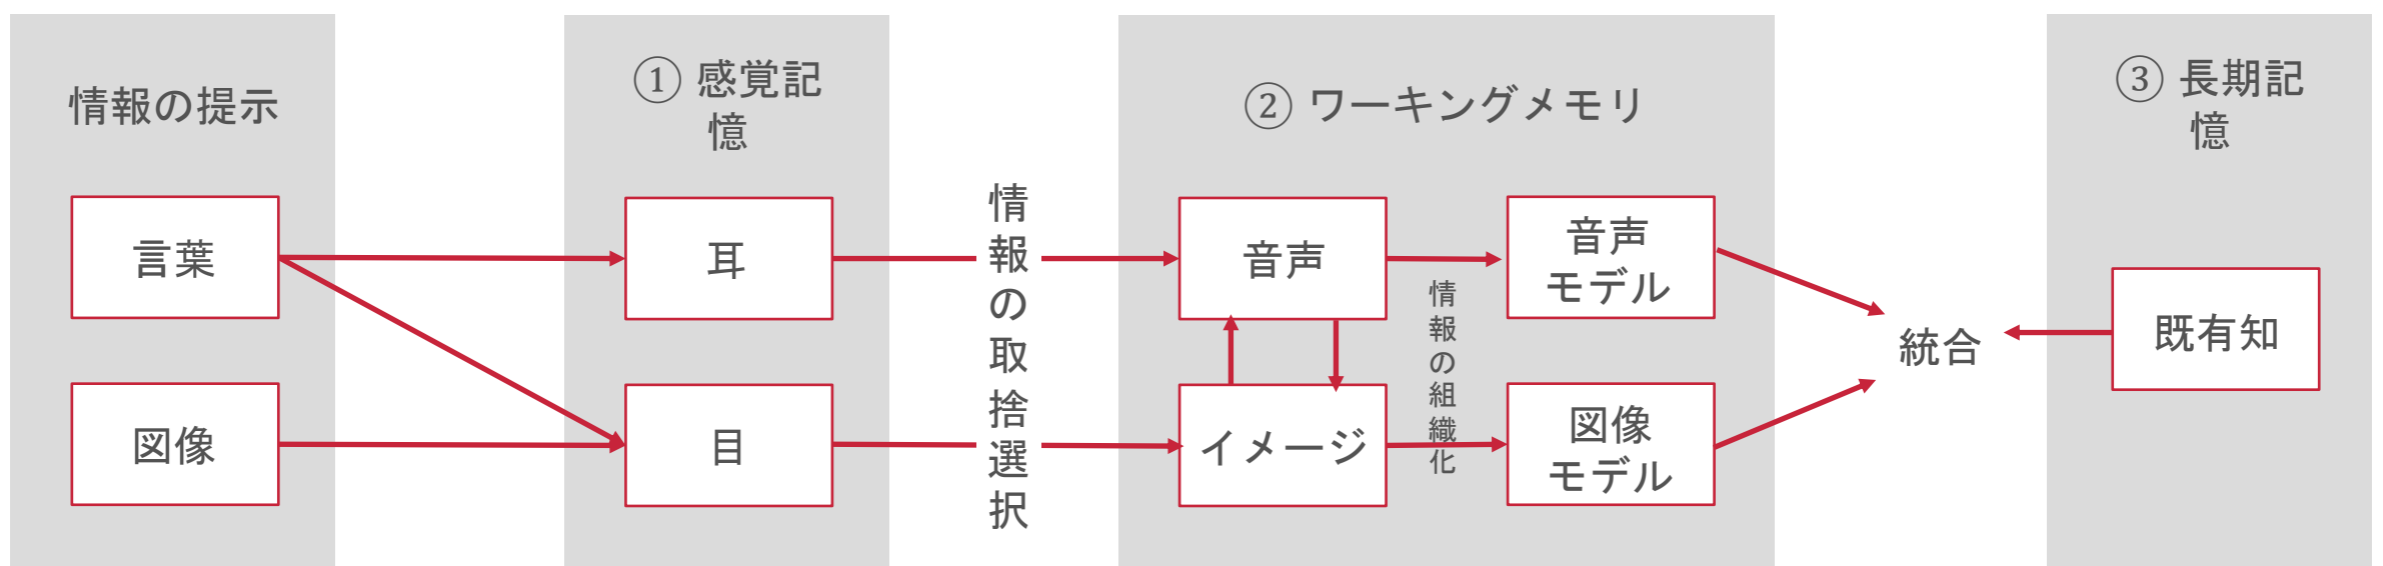 情報の提示
言葉
図像
① 感覚記
憶
耳
目
情報の取捨選択
② ワーキングメモリ
音声
イメージ
情報の組織化
音声
モデル
図像
モデル
統合
③ 長期記
憶
既有知